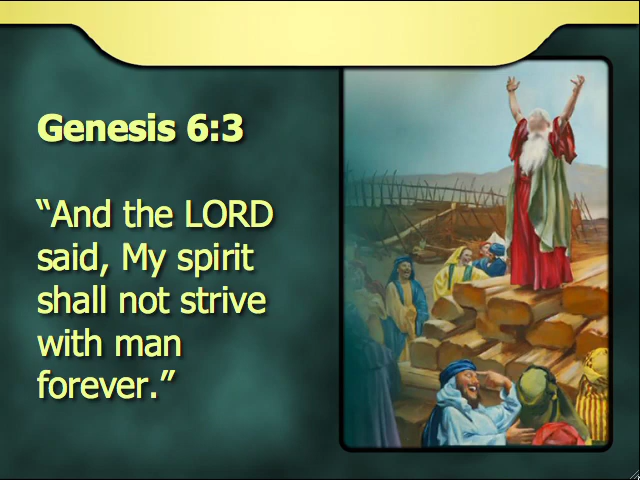 Genesis 6:3
“And the LORD
said, My spirit
shall not strive
with man
forever.”